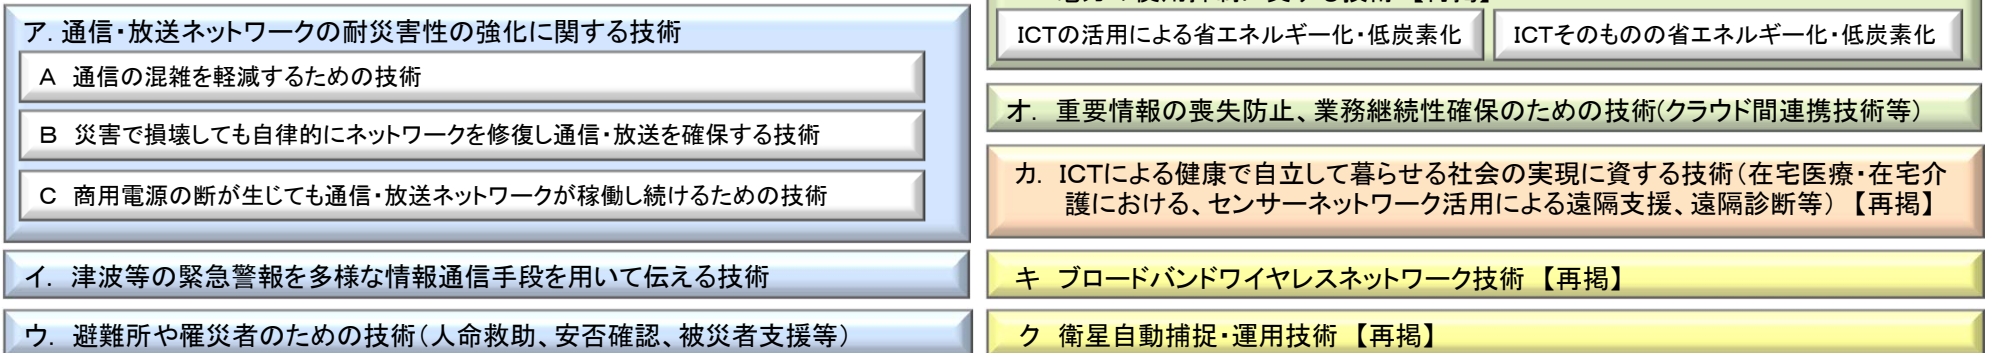 ア. 通信・放送ネットワークの耐災害性の強化に関する技術
A 通信の混雑を軽減するための技術
B 災害で損壊しても自律的にネットワークを修復し通信・放送を確保する技術
C 商用電源の断が生じても通信・放送ネットワークが稼働し続けるための技術
イ. 津波等の緊急警報を多様な情報通信手段を用いて伝える技術
ウ. 避難所や罹災者のための技術(人命救助、安否確認、被災者支援等)
ICTの活用による省エネルギー化・低炭素化
ICTそのものの省エネルギー化・低炭素化
オ. 重要情報の喪失防止、業務継続性確保のための技術(クラウド間連携技術等)
カ. ICTによる健康で自立して暮らせる社会の実現に資する技術(在宅医療・在宅介
護における、センサーネットワーク活用による遠隔支援、遠隔診断等) 【再掲】
キ ブロードバンドワイヤレスネットワーク技術 【再掲】
ク 衛星自動捕捉・運用技術 【再掲】